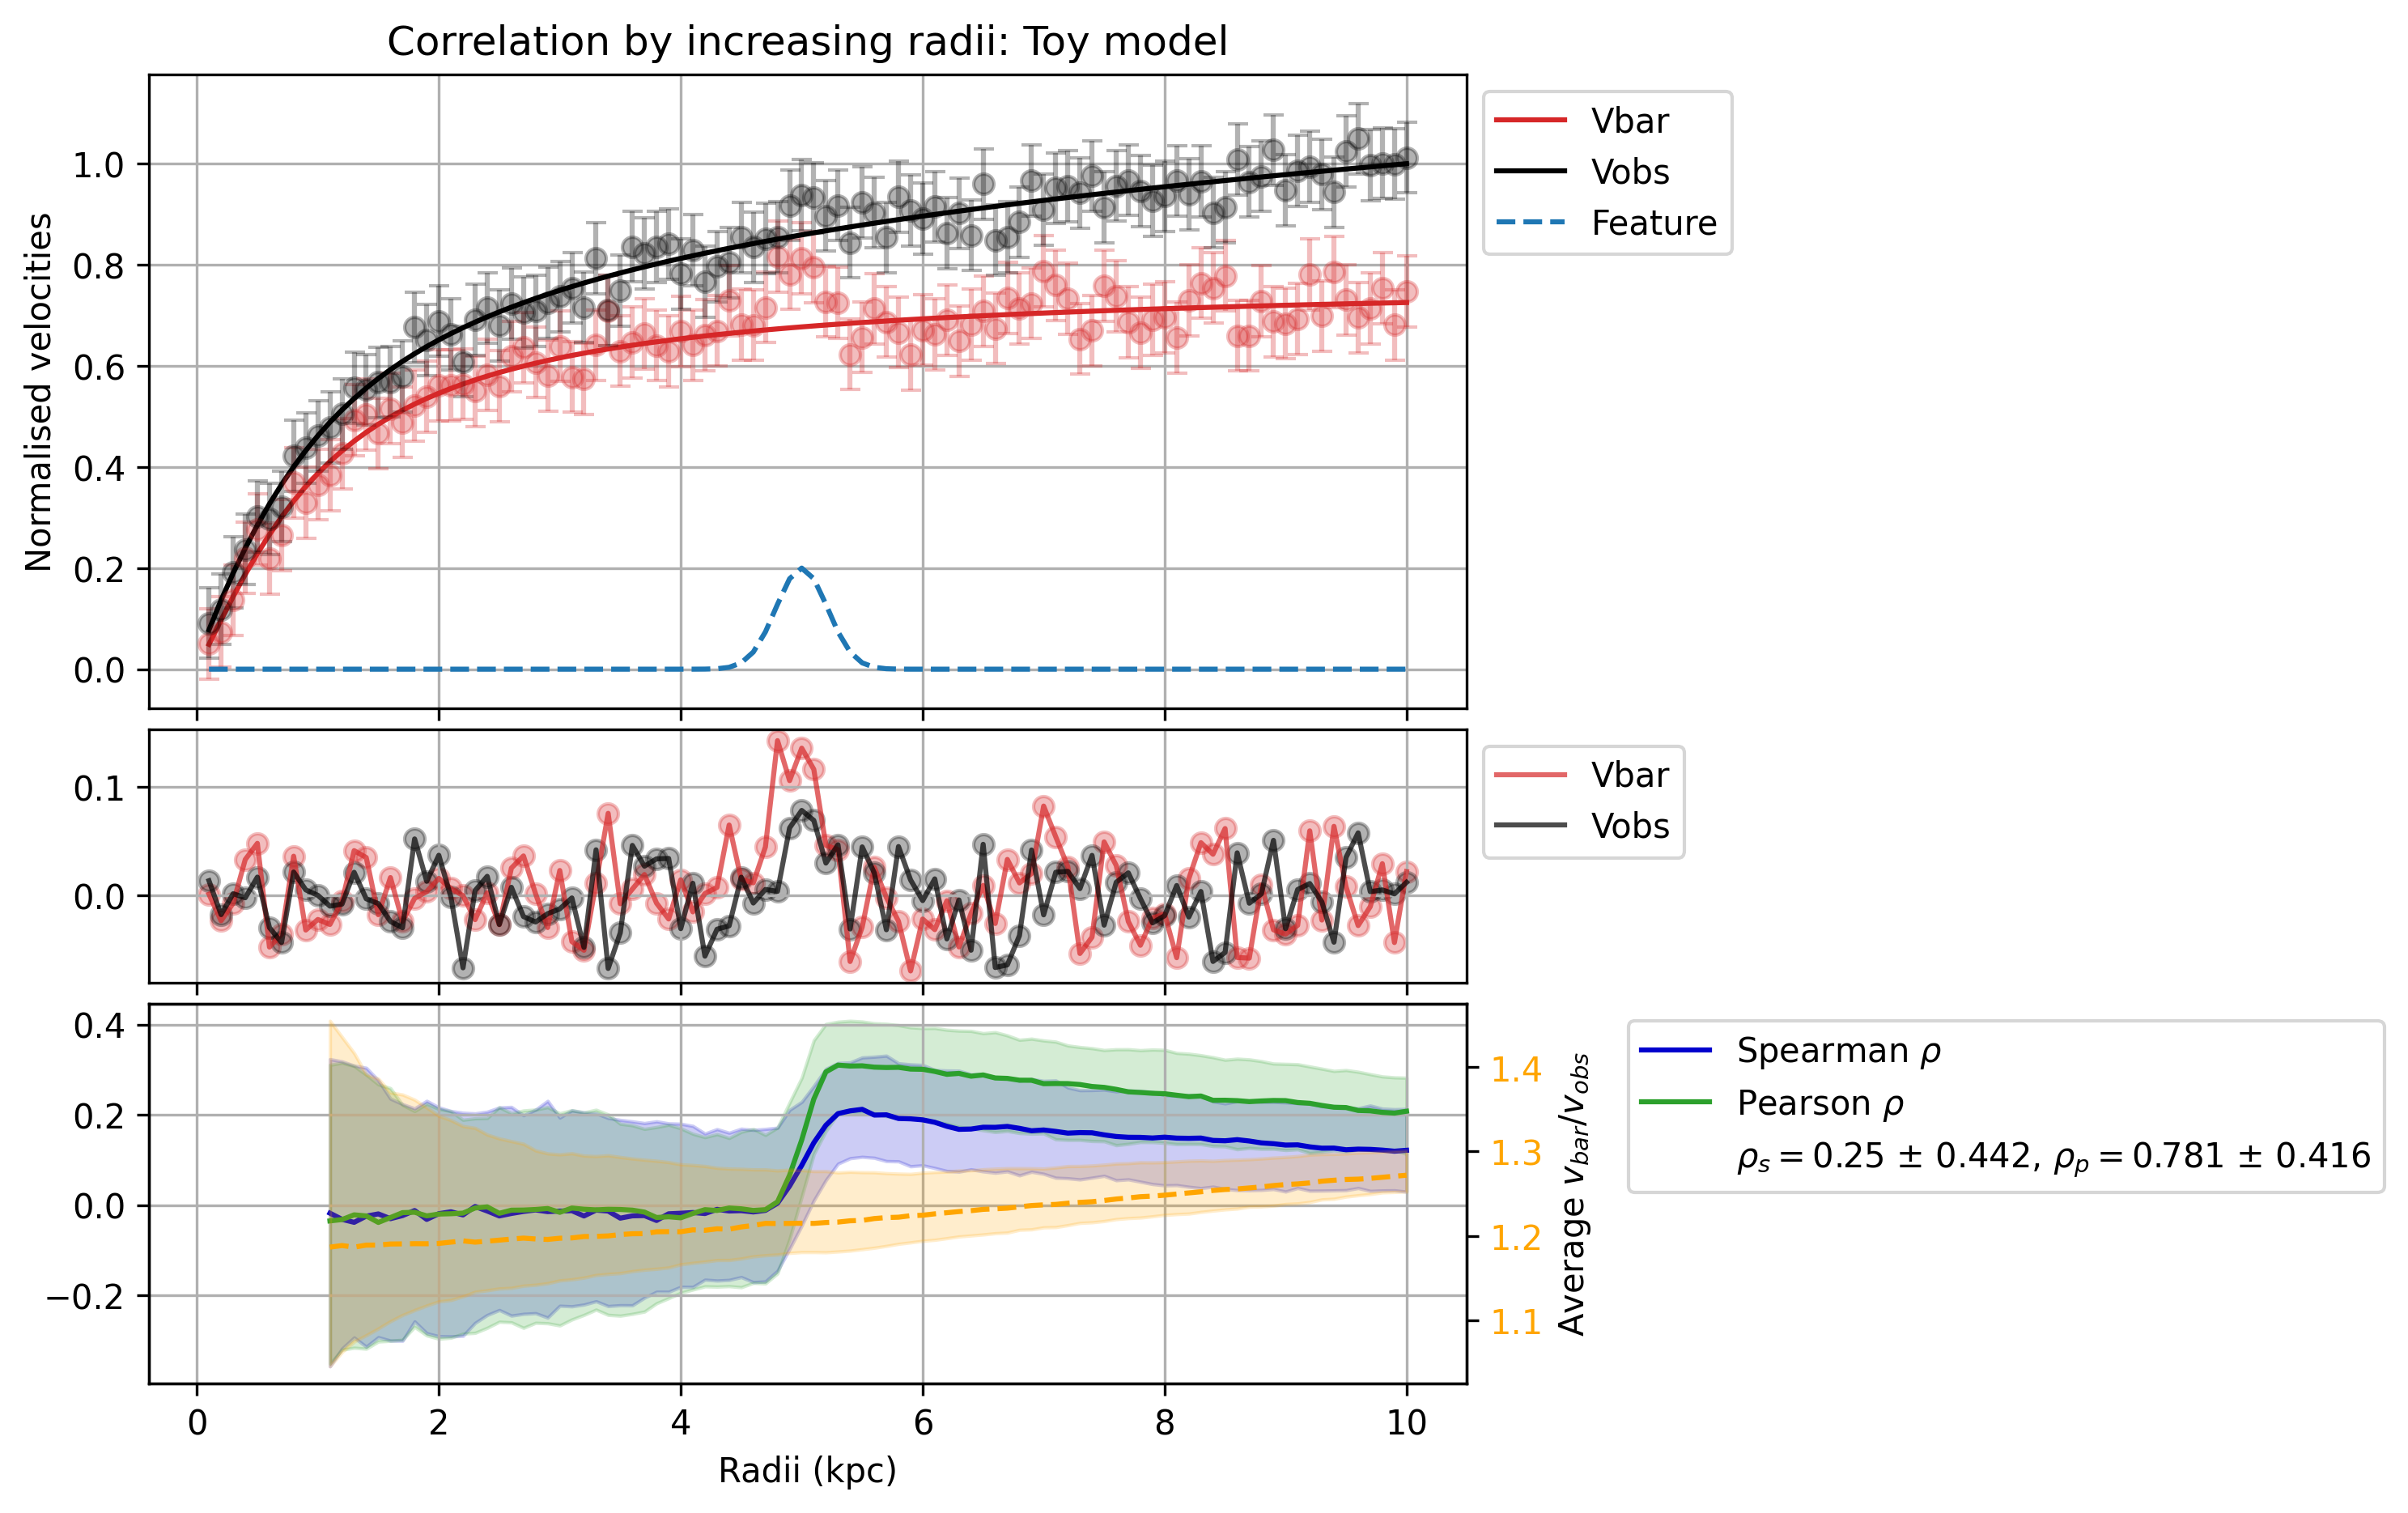 Correlation by increasing radii: Toy model
Normalised velocities
1.0
0.8
0.6
0.4
0.2
0.0
Vbar
Vobs
Feature
0.1
0.0
Vbar
Vobs
0.4
0.2
0.0
−0.2
1.4
1.3
1.2
1.1
Average v_bar/v_obs
Spearman ρ
Pearson ρ
ρ_s = 0.25 ± 0.442, ρ_p = 0.781 ± 0.416
0 2 4 6 8 10
Radii (kpc)